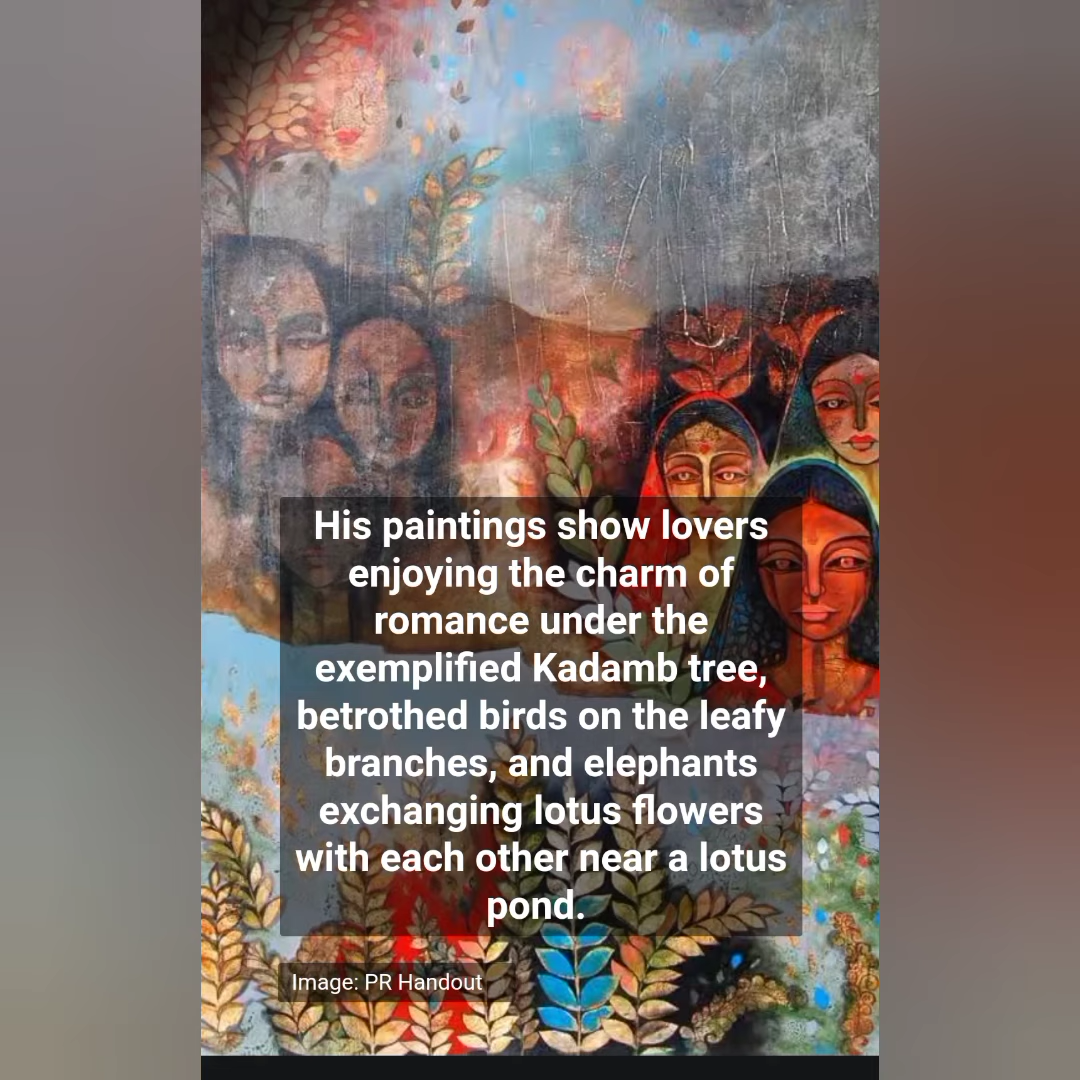 His paintings show lovers
enjoying the charm of
romance under the
exemplified Kadamb tree,
betrothed birds on the leafy
branches, and elephants
exchanging lotus flowers
with each other near a lotus
pond.
Image: PR Handout